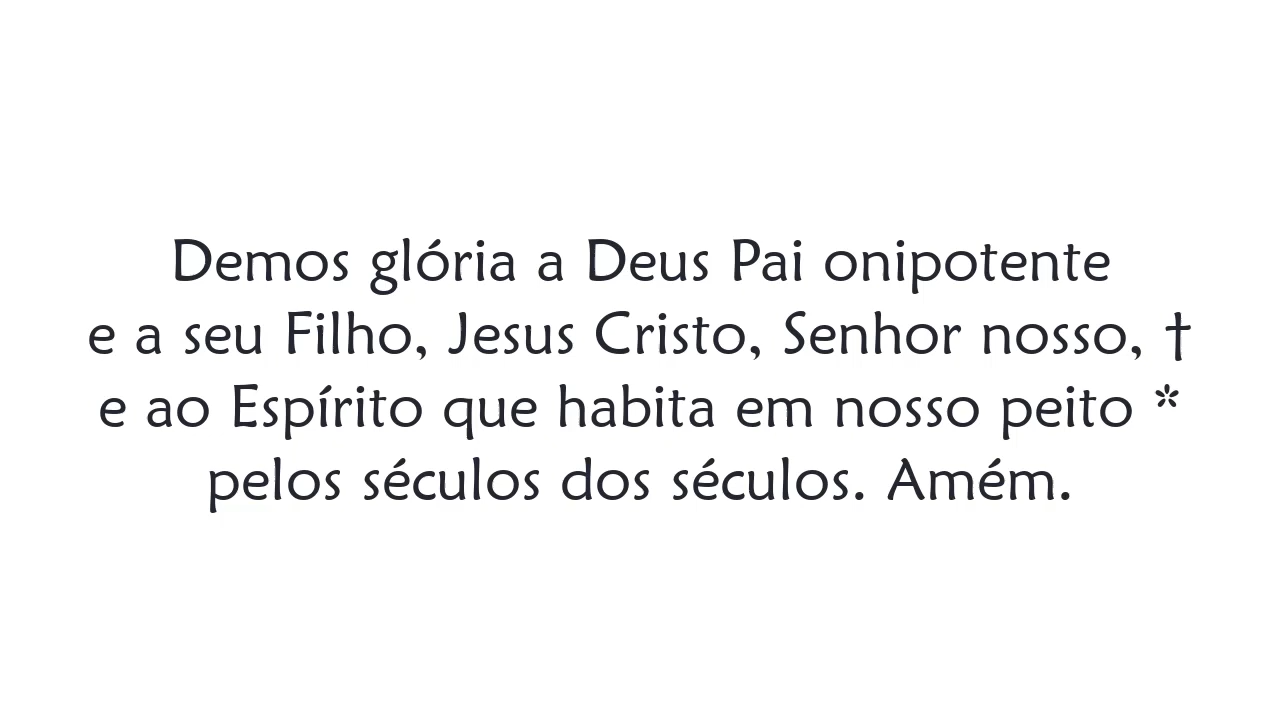 Demos glória a Deus Pai onipotente
e a seu Filho, Jesus Cristo, Senhor nosso, †
e ao Espírito que habita em nosso peito *
pelos séculos dos séculos. Amém.